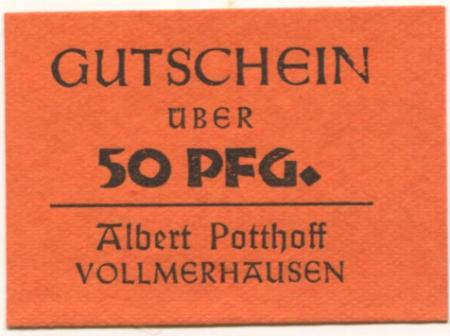 GUTSCHEIN
ÜBER
50 PFG.
Albert Potthoff
VOLLMERHAUSEN